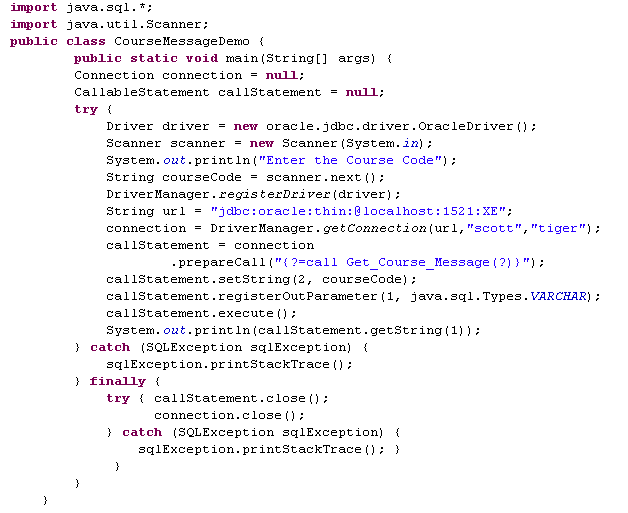 import java.sql.*;
import java.util.Scanner;
public class CourseMessageDemo {
        public static void main(String[] args) {
        Connection connection = null;
        CallableStatement callStatement = null;
        try {
            Driver driver = new oracle.jdbc.driver.OracleDriver();
            Scanner scanner = new Scanner(System.in);
            System.out.println("Enter the Course Code");
            String courseCode = scanner.next();
            DriverManager.registerDriver(driver);
            String url = "jdbc:oracle:thin:@localhost:1521:XE";
            connection = DriverManager.getConnection(url,"scott","tiger");
            callStatement = connection
                    .prepareCall("{?=call Get_Course_Message(?)}");
            callStatement.setString(2, courseCode);
            callStatement.registerOutParameter(1, java.sql.Types.VARCHAR);
            callStatement.execute();
            System.out.println(callStatement.getString(1));
        } catch (SQLException sqlException) {
            sqlException.printStackTrace();
        } finally {
            try { callStatement.close();
                  connection.close();
            } catch (SQLException sqlException) {
                sqlException.printStackTrace(); }
             }
        }
    }